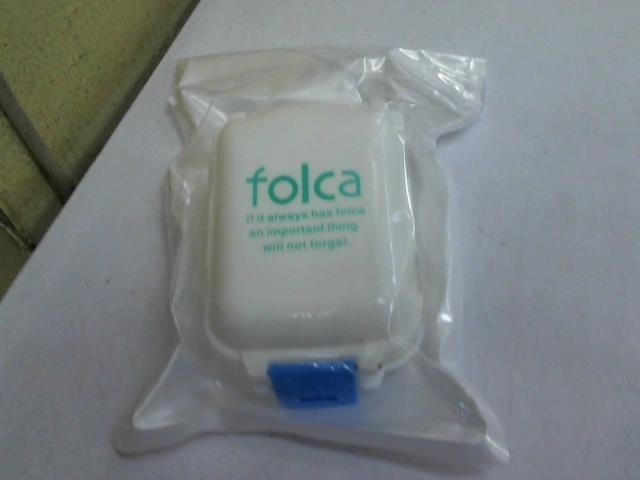 folca
If it always has folca
an important thing
will not forget.